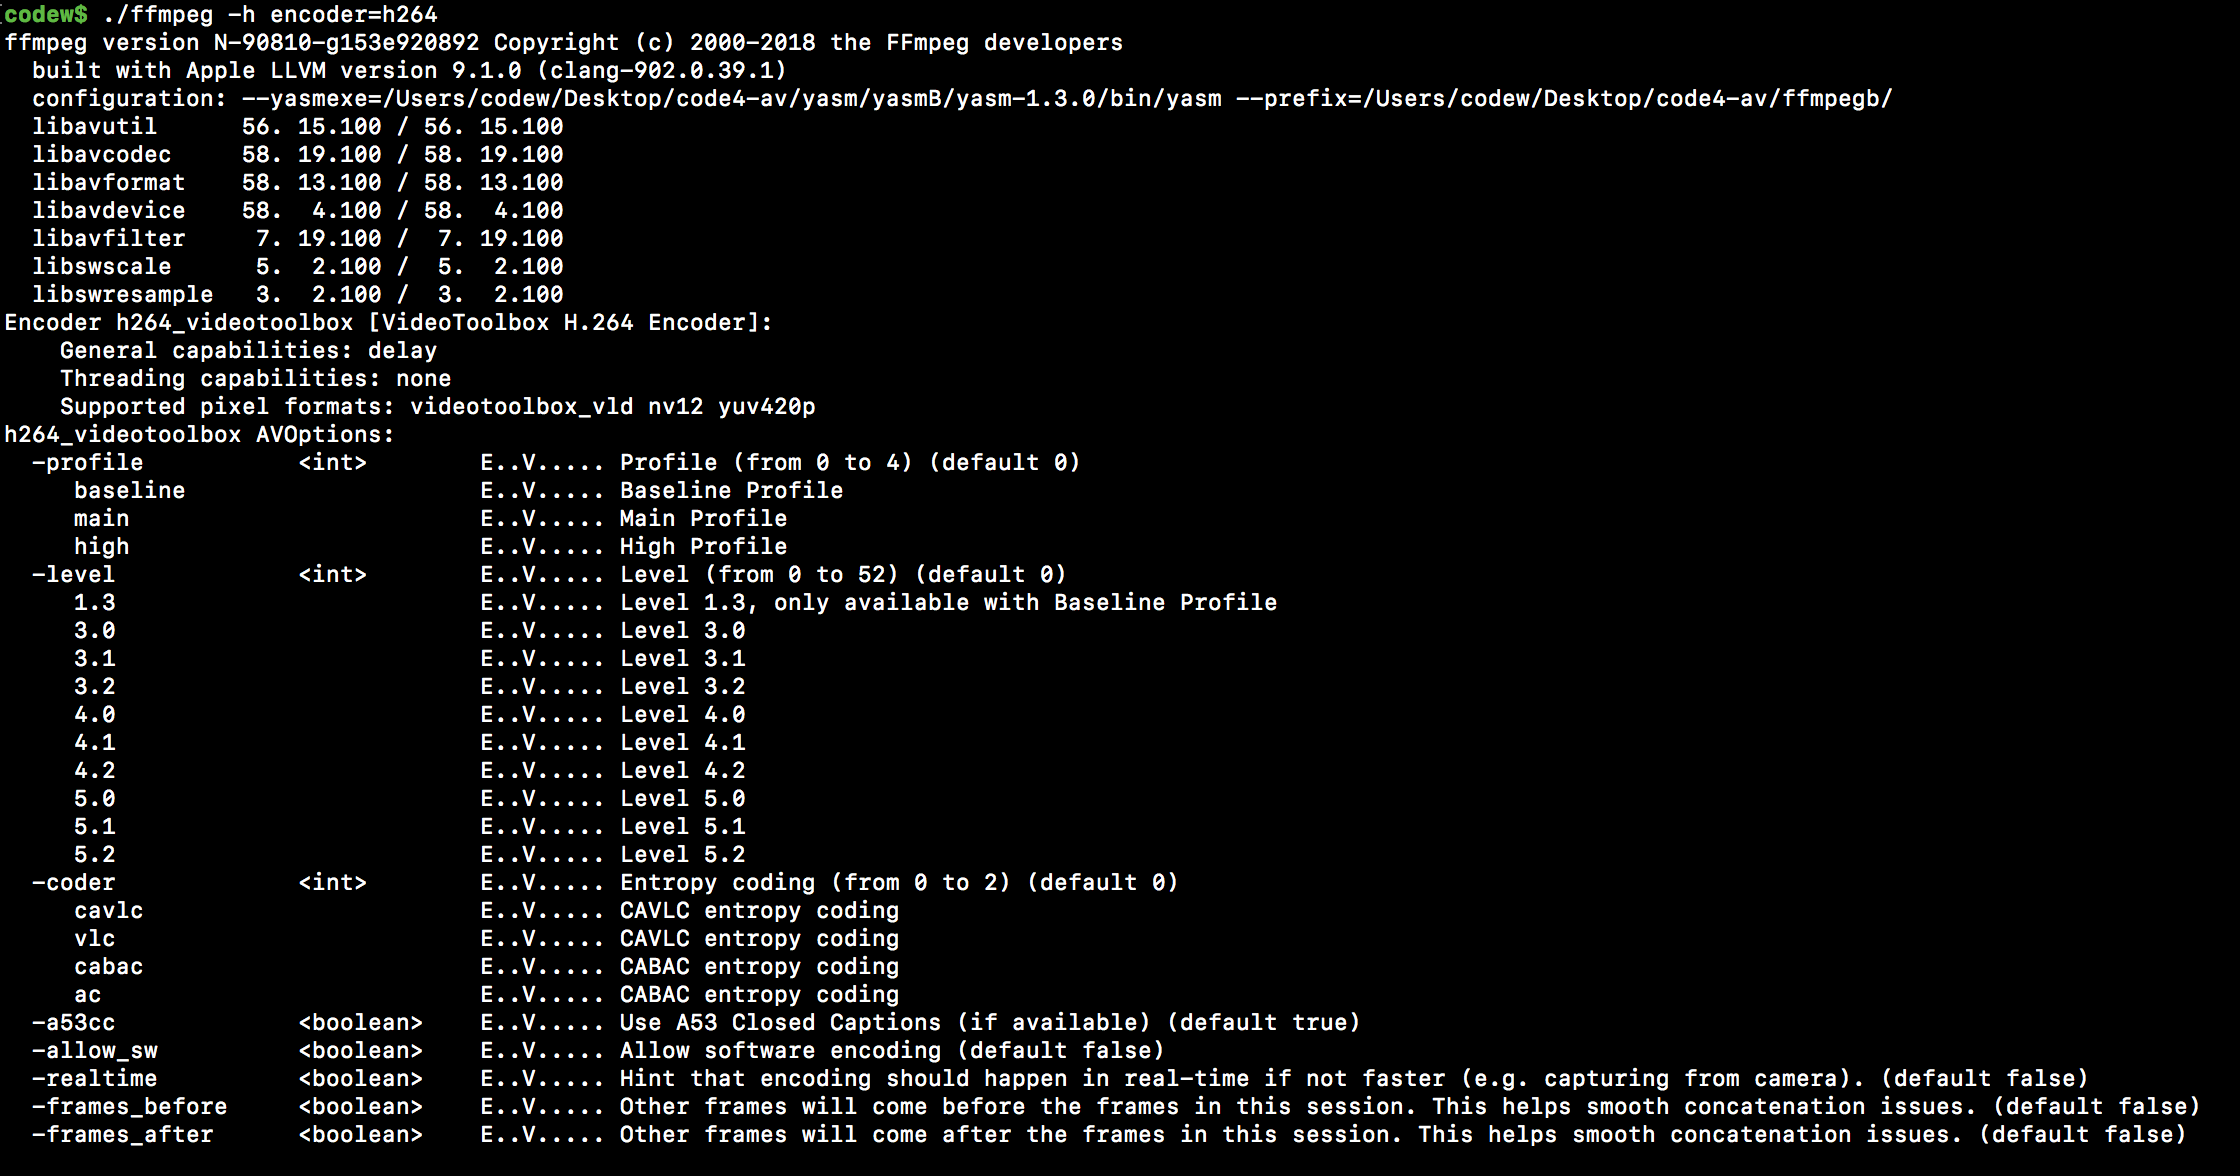 codew$ ./ffmpeg -h encoder=h264
ffmpeg version N-90810-g153e920892 Copyright (c) 2000-2018 the FFmpeg developers
  built with Apple LLVM version 9.1.0 (clang-902.0.39.1)
  configuration: --yasmexe=/Users/codew/Desktop/code4-av/yasm/yasmB/yasm-1.3.0/bin/yasm --prefix=/Users/codew/Desktop/code4-av/ffmpegb/
  libavutil      56. 15.100 / 56. 15.100
  libavcodec     58. 19.100 / 58. 19.100
  libavformat    58. 13.100 / 58. 13.100
  libavdevice    58.  4.100 / 58.  4.100
  libavfilter     7. 19.100 /  7. 19.100
  libswscale      5.  2.100 /  5.  2.100
  libswresample   3.  2.100 /  3.  2.100
Encoder h264_videotoolbox [VideoToolbox H.264 Encoder]:
    General capabilities: delay
    Threading capabilities: none
    Supported pixel formats: videotoolbox_vld nv12 yuv420p
h264_videotoolbox AVOptions:
  -profile           <int>        E..V..... Profile (from 0 to 4) (default 0)
     baseline                     E..V..... Baseline Profile
     main                         E..V..... Main Profile
     high                         E..V..... High Profile
  -level             <int>        E..V..... Level (from 0 to 52) (default 0)
     1.3                          E..V..... Level 1.3, only available with Baseline Profile
     3.0                          E..V..... Level 3.0
     3.1                          E..V..... Level 3.1
     3.2                          E..V..... Level 3.2
     4.0                          E..V..... Level 4.0
     4.1                          E..V..... Level 4.1
     4.2                          E..V..... Level 4.2
     5.0                          E..V..... Level 5.0
     5.1                          E..V..... Level 5.1
     5.2                          E..V..... Level 5.2
  -coder             <int>        E..V..... Entropy coding (from 0 to 2) (default 0)
     cavlc                        E..V..... CAVLC entropy coding
     vlc                          E..V..... CAVLC entropy coding
     cabac                        E..V..... CABAC entropy coding
     ac                           E..V..... CABAC entropy coding
  -a53cc             <boolean>    E..V..... Use A53 Closed Captions (if available) (default true)
  -allow_sw          <boolean>    E..V..... Allow software encoding (default false)
  -realtime          <boolean>    E..V..... Hint that encoding should happen in real-time if not faster (e.g. capturing from camera). (default false)
  -frames_before     <boolean>    E..V..... Other frames will come before the frames in this session. This helps smooth concatenation issues. (default false)
  -frames_after      <boolean>    E..V..... Other frames will come after the frames in this session. This helps smooth concatenation issues. (default false)